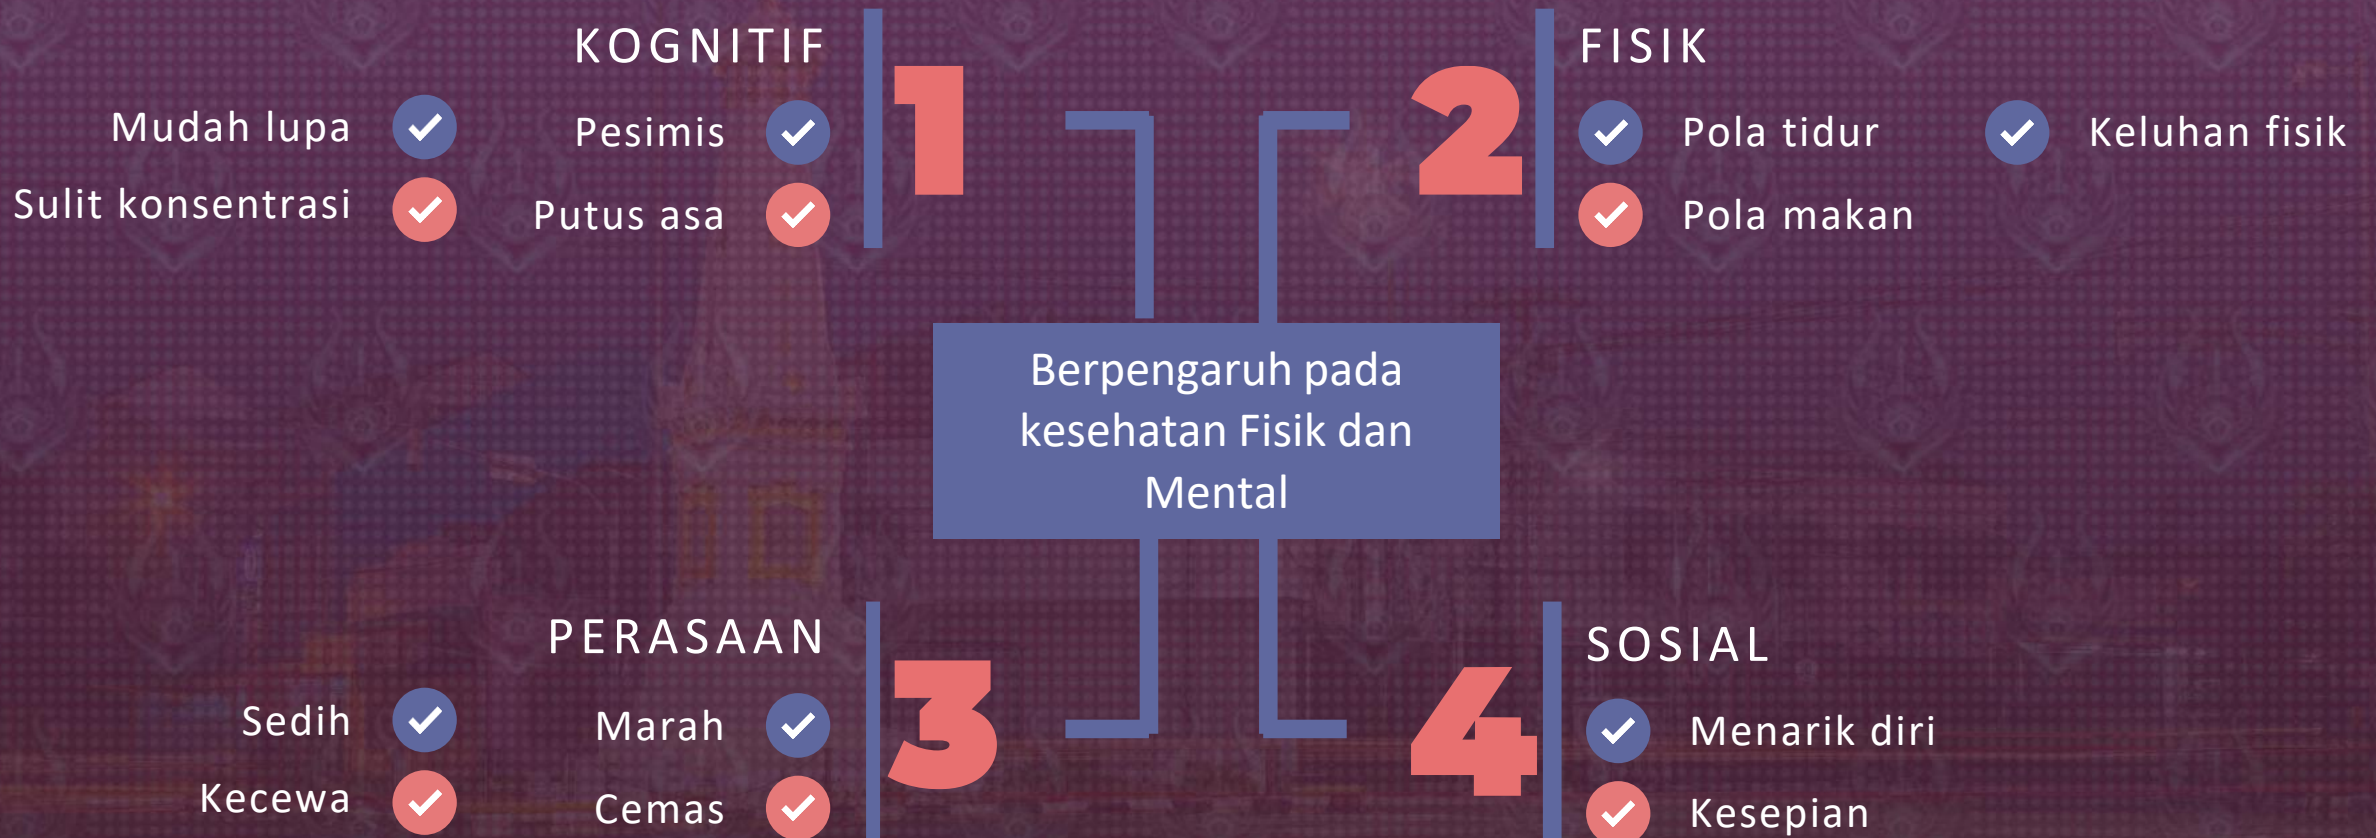 KOGNITIF
Mudah lupa
Pesimis
Sulit konsentrasi
Putus asa
1
2
FISIK
Pola tidur
Keluhan fisik
Pola makan
Berpengaruh pada
kesehatan Fisik dan
Mental
PERASAAN
Sedih
Marah
Kecewa
Cemas
3
4
SOSIAL
Menarik diri
Kesepian